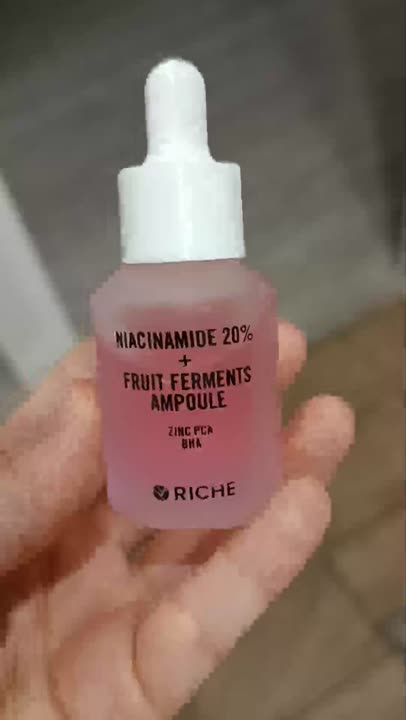 NIACINAMIDE 20%
+
FRUIT FERMENTS
AMPOULE
ZINC PCA
BHA
RICHE